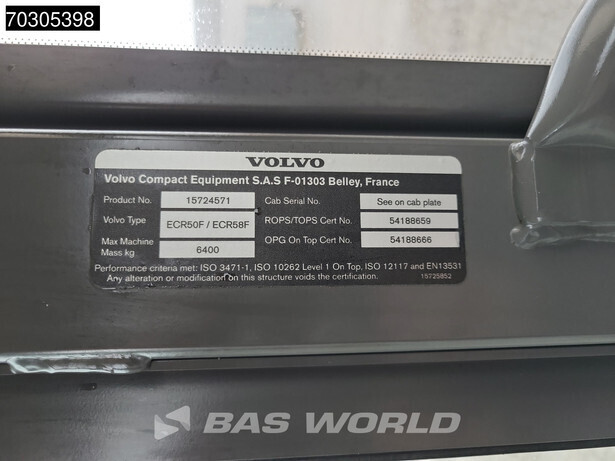 70305398
VOLVO
Volvo Compact Equipment S.A.S F-01303 Belley, France
Product No. 15724571 Cab Serial No. See on cab plate
Volvo Type ECR50F / ECR58F ROPS/TOPS Cert No. 54188659
Max Machine Mass kg 6400 OPG On Top Cert No. 54188666
Performance criteria met: ISO 3471-1, ISO 10262 Level 1 On Top, ISO 12117 and EN13531
Any alteration or modification on this structure voids the certification.
15725852
BAS WORLD